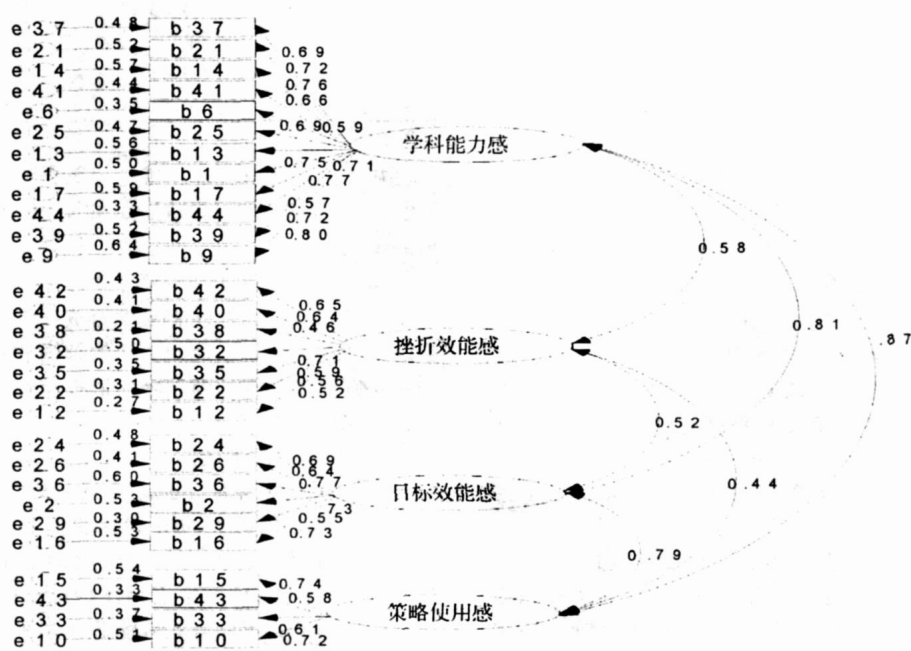 e37 0.48 b37
e21 0.52 b21 0.69
e14 0.57 b14 0.72
e41 0.44 b41 0.76
e6 0.35 b6 0.66
e25 0.47 b25 0.69 0.59
e13 0.56 b13 学科能力感
e1 0.50 b1 0.75 0.71
e17 0.59 b17 0.77
e44 0.33 b44 0.57
e39 0.52 b39 0.72
e9 0.64 b9 0.80
0.58
e42 0.43 b42 0.65
e40 0.41 b40 0.64
e38 0.21 b38 0.46
0.81
.87
e32 0.50 b32 0.71 挫折效能感
e35 0.35 b35 0.59
e22 0.31 b22 0.56
e12 0.27 b12 0.52
0.52
e24 0.48 b24 0.69
e26 0.41 b26 0.64
e36 0.60 b36 0.77
0.44
e2 0.53 b2 .73 目标效能感
e29 0.30 b29 0.55
e16 0.53 b16 0.73
0.79
e15 0.54 b15 0.74
e43 0.33 b43 0.58
e33 0.37 b33 0.61 策略使用感
e10 0.51 b10 0.72